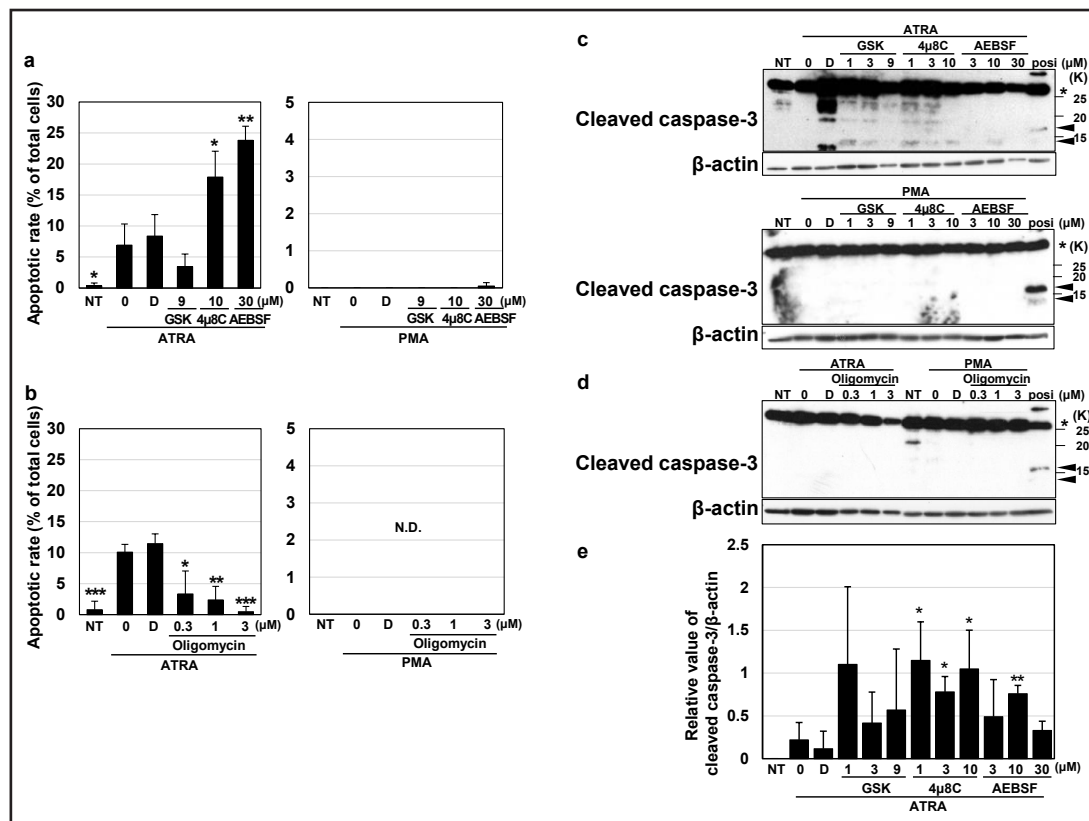 a
Apoptotic rate (% of total cells)
30
25
20
15
10
5
0
*
*
**
NT 0 D 9 10 30 (μM)
GSK 4μ8C AEBSF
ATRA
5
4
3
2
1
0
NT 0 D 9 10 30 (μM)
GSK 4μ8C AEBSF
PMA
b
Apoptotic rate (% of total cells)
30
25
20
15
10
5
0
***
*
**
***
NT 0 D 0.3 1 3 (μM)
Oligomycin
ATRA
5
4
3
2
1
0
N.D.
NT 0 D 0.3 1 3 (μM)
Oligomycin
PMA
c
ATRA
GSK 4μ8C AEBSF
NT 0 D 1 3 9 1 3 10 3 10 30 posi (μM)
Cleaved caspase-3
* (K)
25
20
15
β-actin
PMA
GSK 4μ8C AEBSF
NT 0 D 1 3 9 1 3 10 3 10 30 posi (μM)
Cleaved caspase-3
* (K)
25
20
15
β-actin
d
ATRA PMA
Oligomycin Oligomycin
NT 0 D 0.3 1 3 NT 0 D 0.3 1 3 posi (μM)
Cleaved caspase-3
* (K)
25
20
15
β-actin
e
Relative value of
cleaved caspase-3/β-actin
2.5
2
1.5
1
0.5
0
*
*
*
**
NT 0 D 1 3 9 1 3 10 3 10 30 (μM)
GSK 4μ8C AEBSF
ATRA